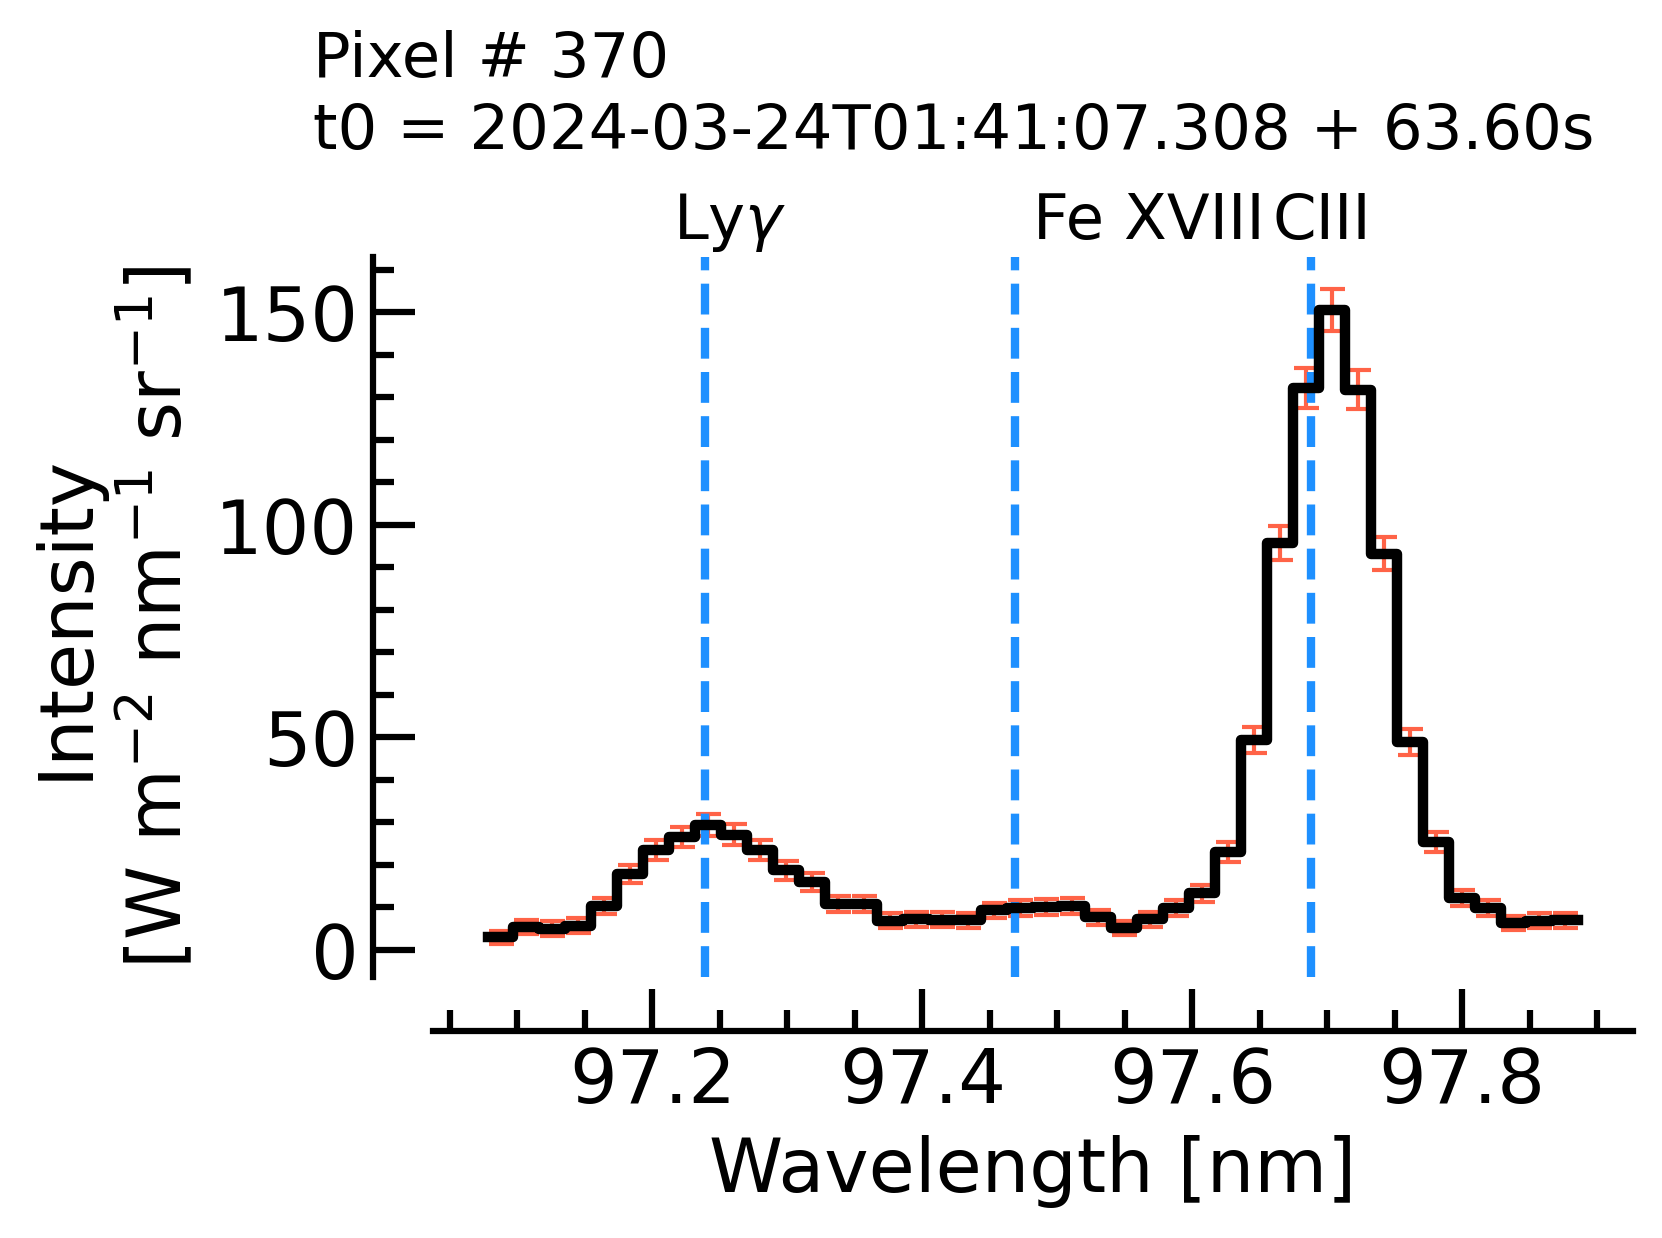 Pixel # 370
t0 = 2024-03-24T01:41:07.308 + 63.60s
Lyγ Fe XVIII CIII
Intensity
[W m⁻² nm⁻¹ sr⁻¹]
150
100
50
0
97.2 97.4 97.6 97.8
Wavelength [nm]